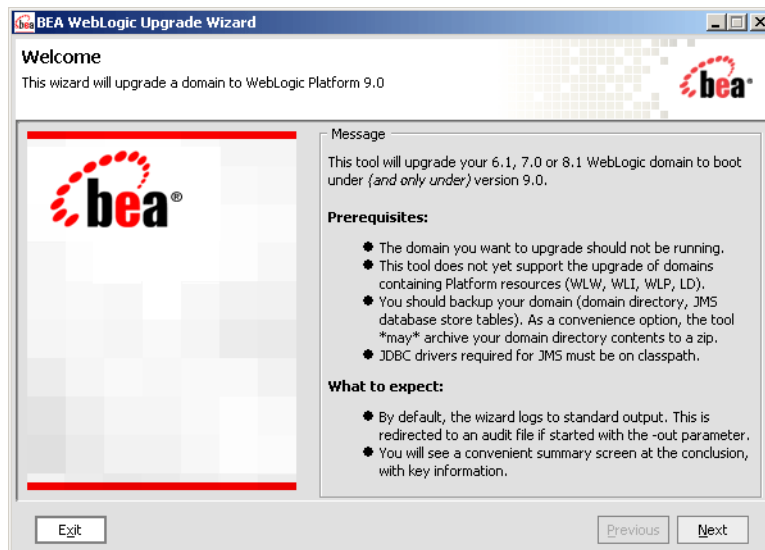 bea BEA WebLogic Upgrade Wizard
Welcome
This wizard will upgrade a domain to WebLogic Platform 9.0
bea
bea®
Message
This tool will upgrade your 6.1, 7.0 or 8.1 WebLogic domain to boot
under (and only under) version 9.0.
Prerequisites:
● The domain you want to upgrade should not be running.
● This tool does not yet support the upgrade of domains
containing Platform resources (WLW, WLI, WLP, LD).
● You should backup your domain (domain directory, JMS
database store tables). As a convenience option, the tool
*may* archive your domain directory contents to a zip.
● JDBC drivers required for JMS must be on classpath.
What to expect:
● By default, the wizard logs to standard output. This is
redirected to an audit file if started with the -out parameter.
● You will see a convenient summary screen at the conclusion,
with key information.
Exit
Previous
Next